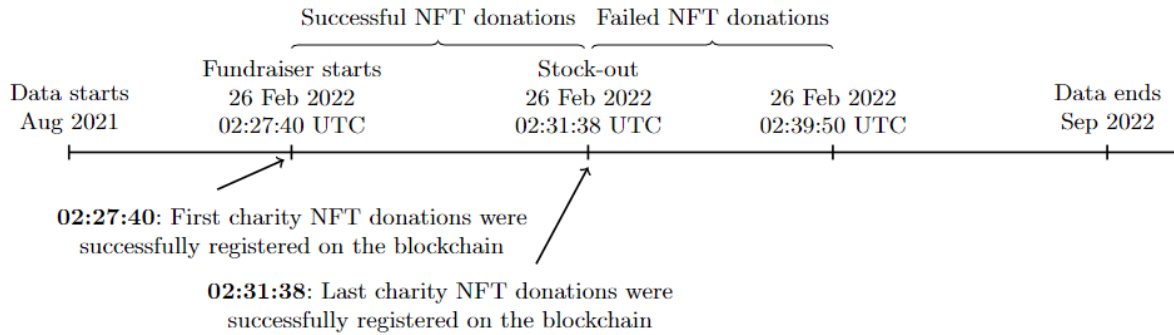 Successful NFT donations Failed NFT donations
Fundraiser starts Stock-out
Data starts 26 Feb 2022 26 Feb 2022 26 Feb 2022 Data ends
Aug 2021 02:27:40 UTC 02:31:38 UTC 02:39:50 UTC Sep 2022
02:27:40: First charity NFT donations were
successfully registered on the blockchain
02:31:38: Last charity NFT donations were
successfully registered on the blockchain